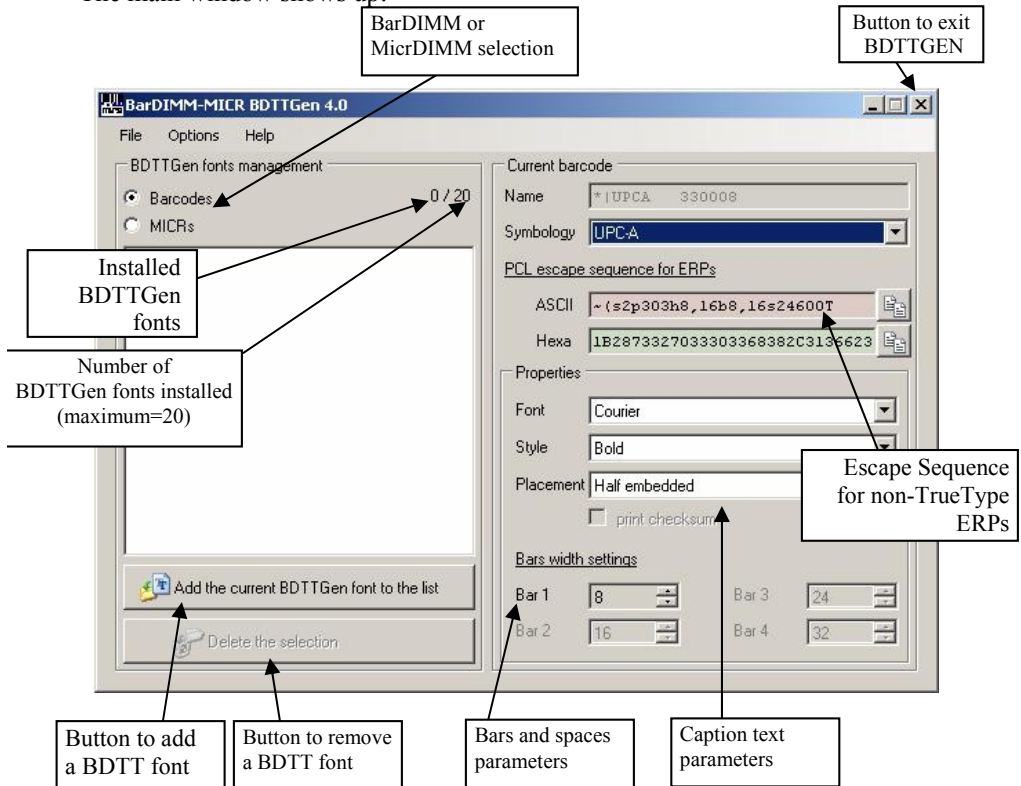 The main window shows up.
BarDIMM or
MicrDIMM selection
Button to exit
BDTTGEN
BarDIMM-MICR BDTTGen 4.0
File Options Help
BDTTGen fonts management
Barcodes
0 / 20
MICRs
Installed
BDTTGen
fonts
Number of
BDTTGen fonts installed
(maximum=20)
Add the current BDTTGen font to the list
Delete the selection
Current barcode
Name *|UPCA 330008
Symbology UPC-A
PCL escape sequence for ERPs
ASCII ~(s2p303h8,16b8,16s24600T
Hexa 1B2873327033303368382C3136623
Properties
Font Courier
Style Bold
Placement Half embedded
print checksum
Escape Sequence
for non-TrueType
ERPs
Bars width settings
Bar 1 8 Bar 3 24
Bar 2 16 Bar 4 32
Button to add
a BDTT font
Button to remove
a BDTT font
Bars and spaces
parameters
Caption text
parameters